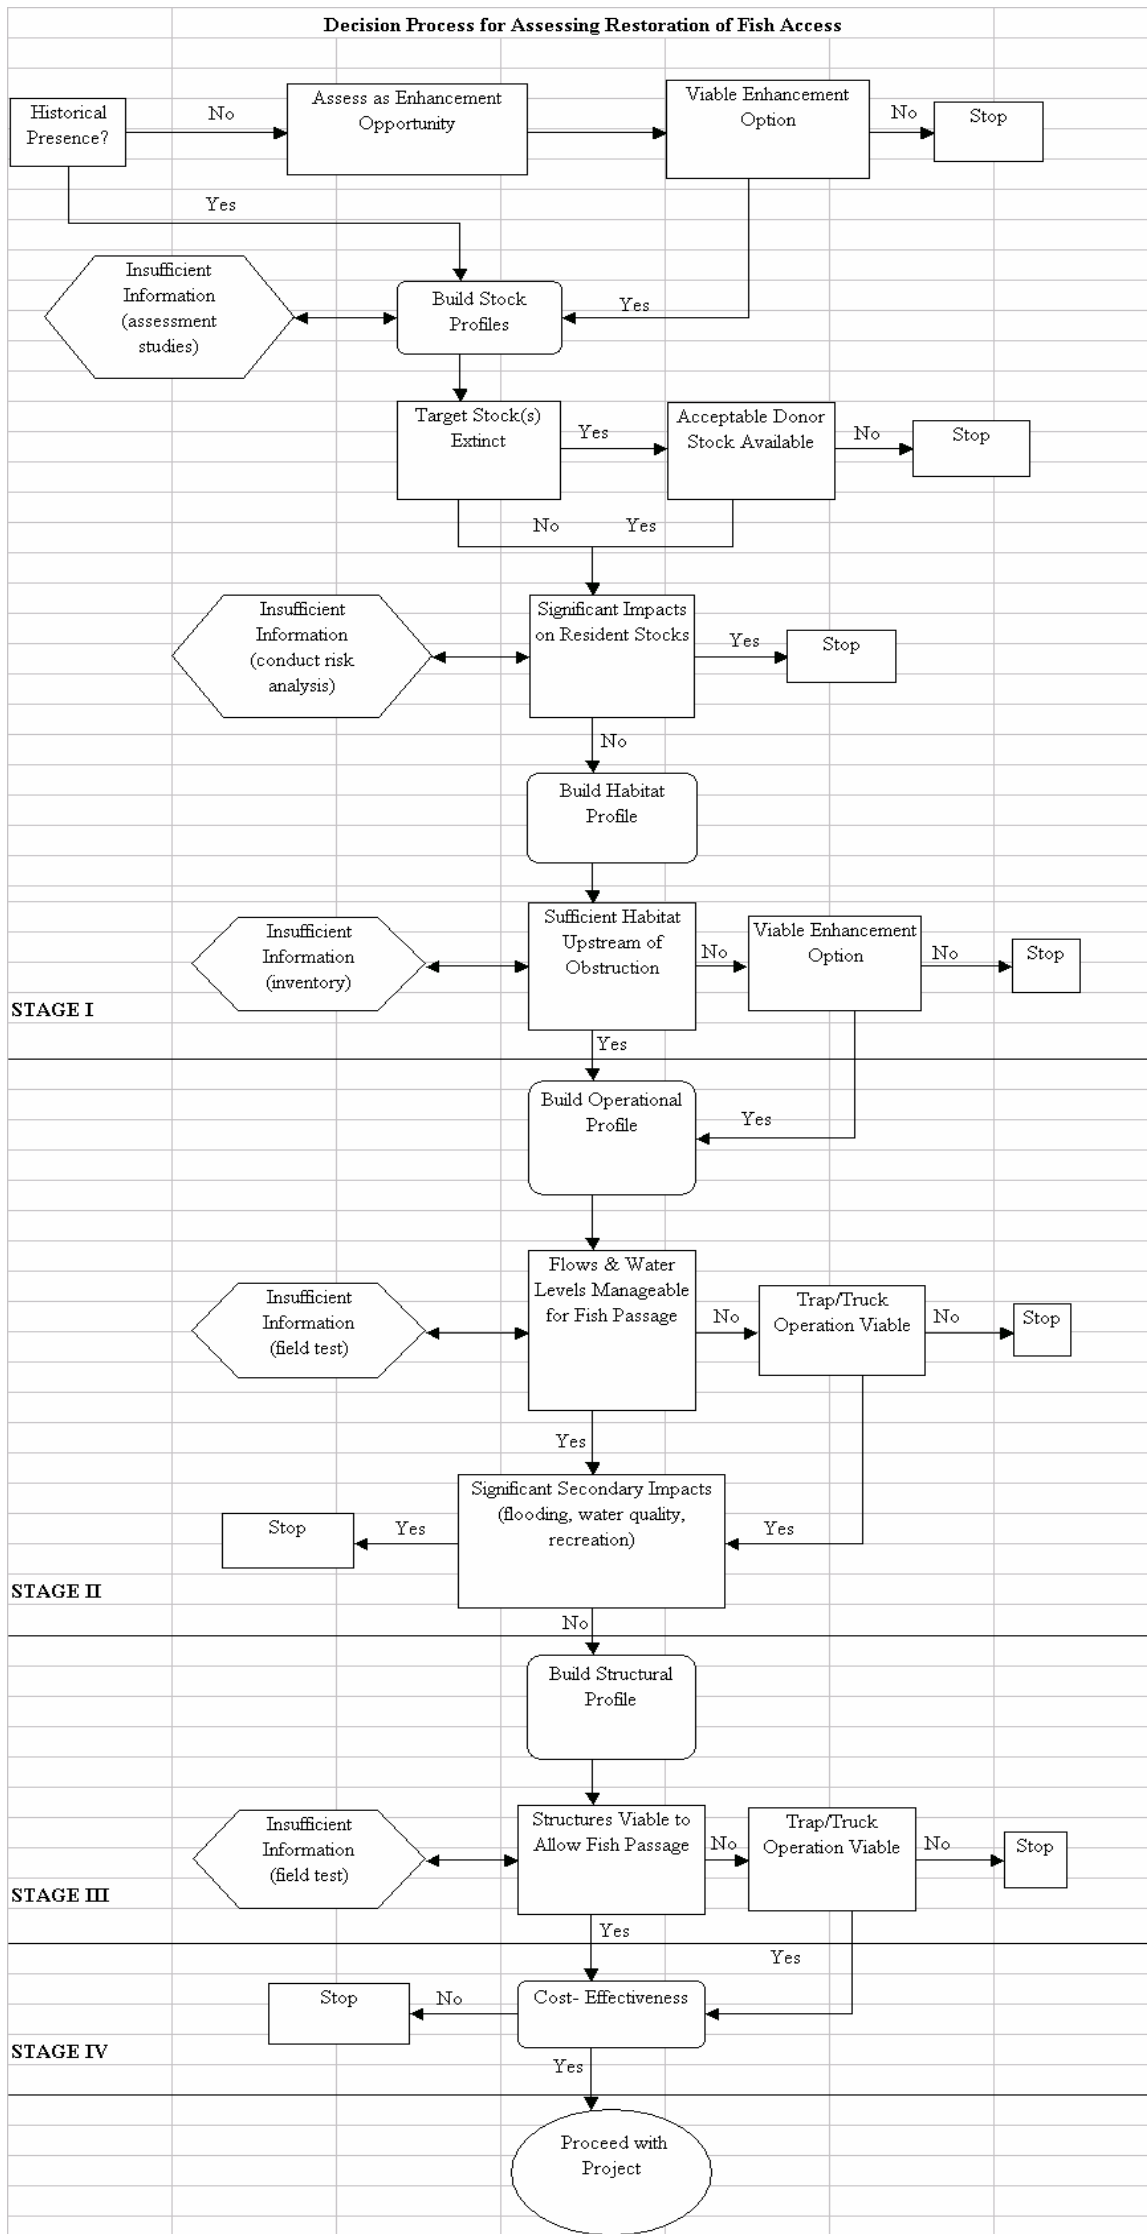 Decision Process for Assessing Restoration of Fish Access
Historical
Presence?
No
Assess as Enhancement
Opportunity
Viable Enhancement
Option
No
Stop
Yes
Insufficient
Information
(assessment
studies)
Build Stock
Profiles
Yes
Target Stock(s)
Extinct
Yes
Acceptable Donor
Stock Available
No
Stop
No
Yes
Insufficient
Information
(conduct risk
analysis)
Significant Impacts
on Resident Stocks
Yes
Stop
No
Build Habitat
Profile
Insufficient
Information
(inventory)
Sufficient Habitat
Upstream of
Obstruction
No
Viable Enhancement
Option
No
Stop
STAGE I
Yes
Build Operational
Profile
Yes
Insufficient
Information
(field test)
Flows & Water
Levels Manageable
for Fish Passage
No
Trap/Truck
Operation Viable
No
Stop
Yes
Stop
Yes
Significant Secondary Impacts
(flooding, water quality,
recreation)
Yes
STAGE II
No
Build Structural
Profile
Insufficient
Information
(field test)
Structures Viable to
Allow Fish Passage
No
Trap/Truck
Operation Viable
No
Stop
STAGE III
Yes
Yes
Stop
No
Cost- Effectiveness
STAGE IV
Yes
Proceed with
Project